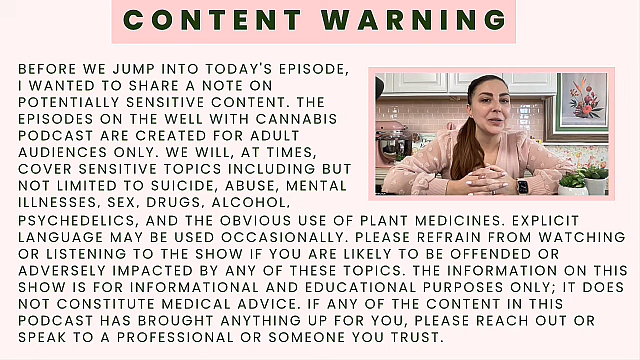 CONTENT WARNING
BEFORE WE JUMP INTO TODAY'S EPISODE,
I WANTED TO SHARE A NOTE ON
POTENTIALLY SENSITIVE CONTENT. THE
EPISODES ON THE WELL WITH CANNABIS
PODCAST ARE CREATED FOR ADULT
AUDIENCES ONLY. WE WILL, AT TIMES,
COVER SENSITIVE TOPICS INCLUDING BUT
NOT LIMITED TO SUICIDE, ABUSE, MENTAL
ILLNESSES, SEX, DRUGS, ALCOHOL,
PSYCHEDELICS, AND THE OBVIOUS USE OF PLANT MEDICINES. EXPLICIT
LANGUAGE MAY BE USED OCCASIONALLY. PLEASE REFRAIN FROM WATCHING
OR LISTENING TO THE SHOW IF YOU ARE LIKELY TO BE OFFENDED OR
ADVERSELY IMPACTED BY ANY OF THESE TOPICS. THE INFORMATION ON THIS
SHOW IS FOR INFORMATIONAL AND EDUCATIONAL PURPOSES ONLY; IT DOES
NOT CONSTITUTE MEDICAL ADVICE. IF ANY OF THE CONTENT IN THIS
PODCAST HAS BROUGHT ANYTHING UP FOR YOU, PLEASE REACH OUT OR
SPEAK TO A PROFESSIONAL OR SOMEONE YOU TRUST.